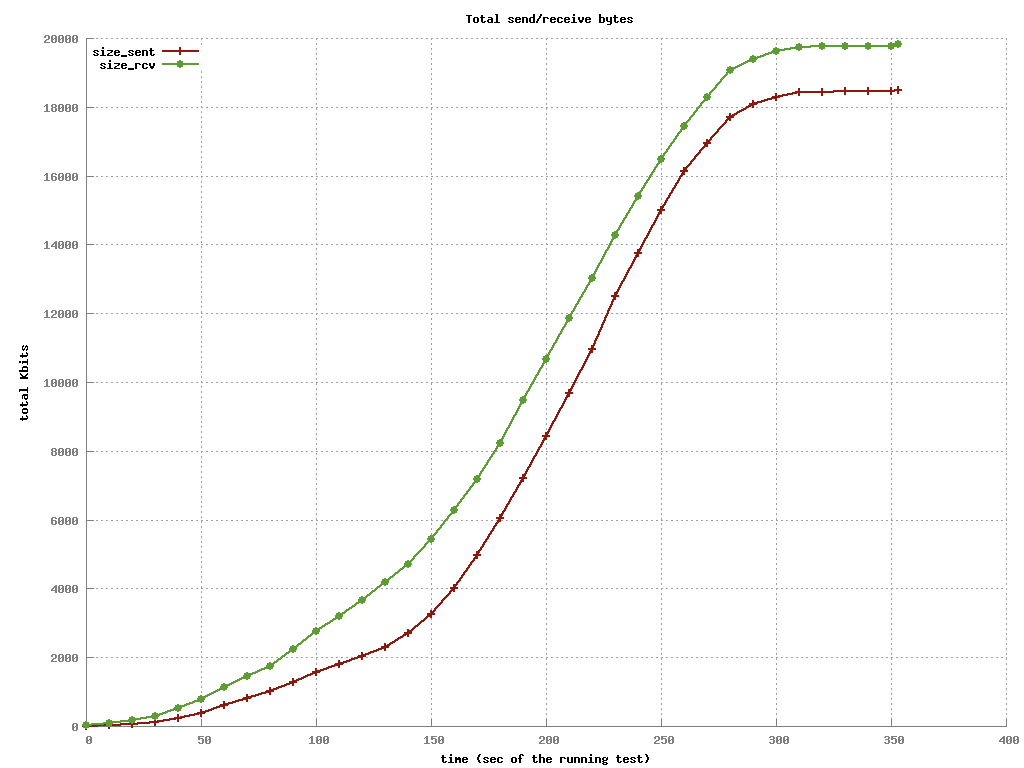 Total send/receive bytes
size_sent
size_rcv
20000
18000
16000
14000
12000
10000
8000
6000
4000
2000
0
total Kbits
0 50 100 150 200 250 300 350 400
time (sec of the running test)